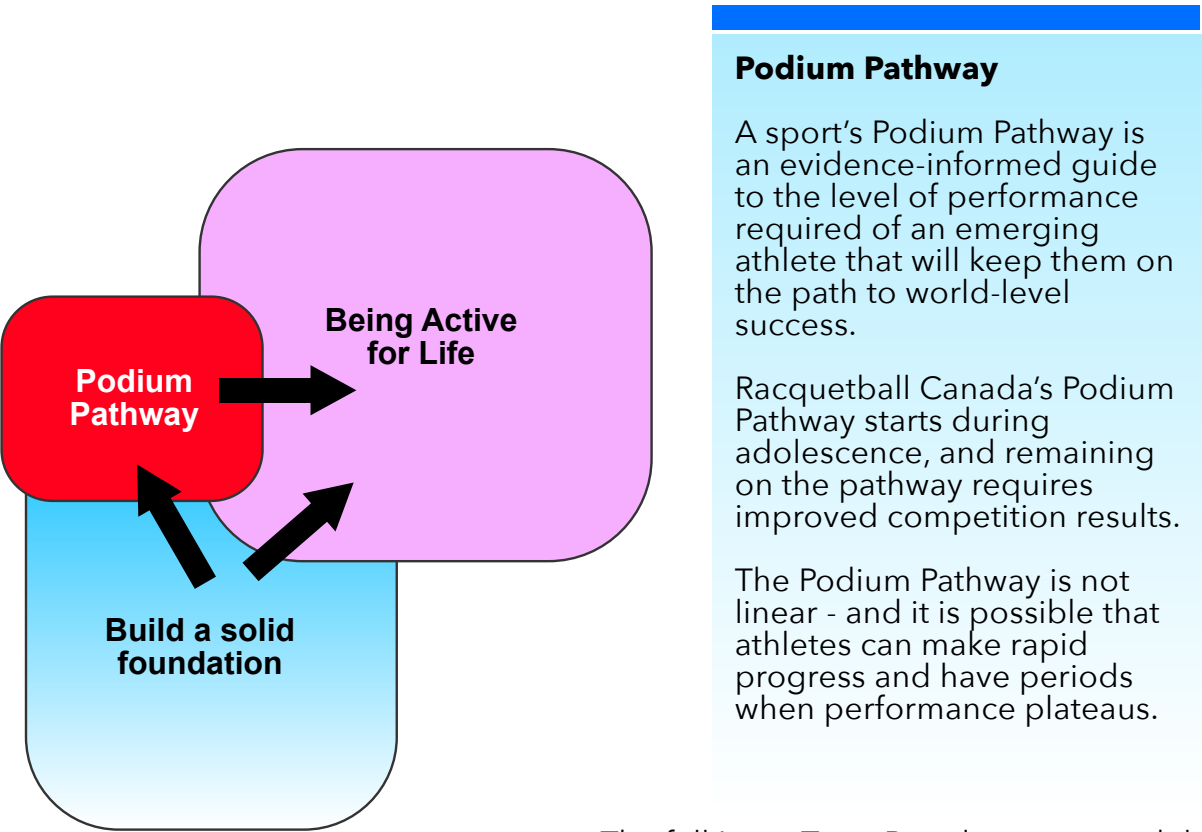 Podium Pathway
A sport’s Podium Pathway is
an evidence-informed guide
to the level of performance
required of an emerging
athlete that will keep them on
the path to world-level
success.
Racquetball Canada’s Podium
Pathway starts during
adolescence, and remaining
on the pathway requires
improved competition results.
The Podium Pathway is not
linear - and it is possible that
athletes can make rapid
progress and have periods
when performance plateaus.
Being Active
for Life
Podium
Pathway
Build a solid
foundation